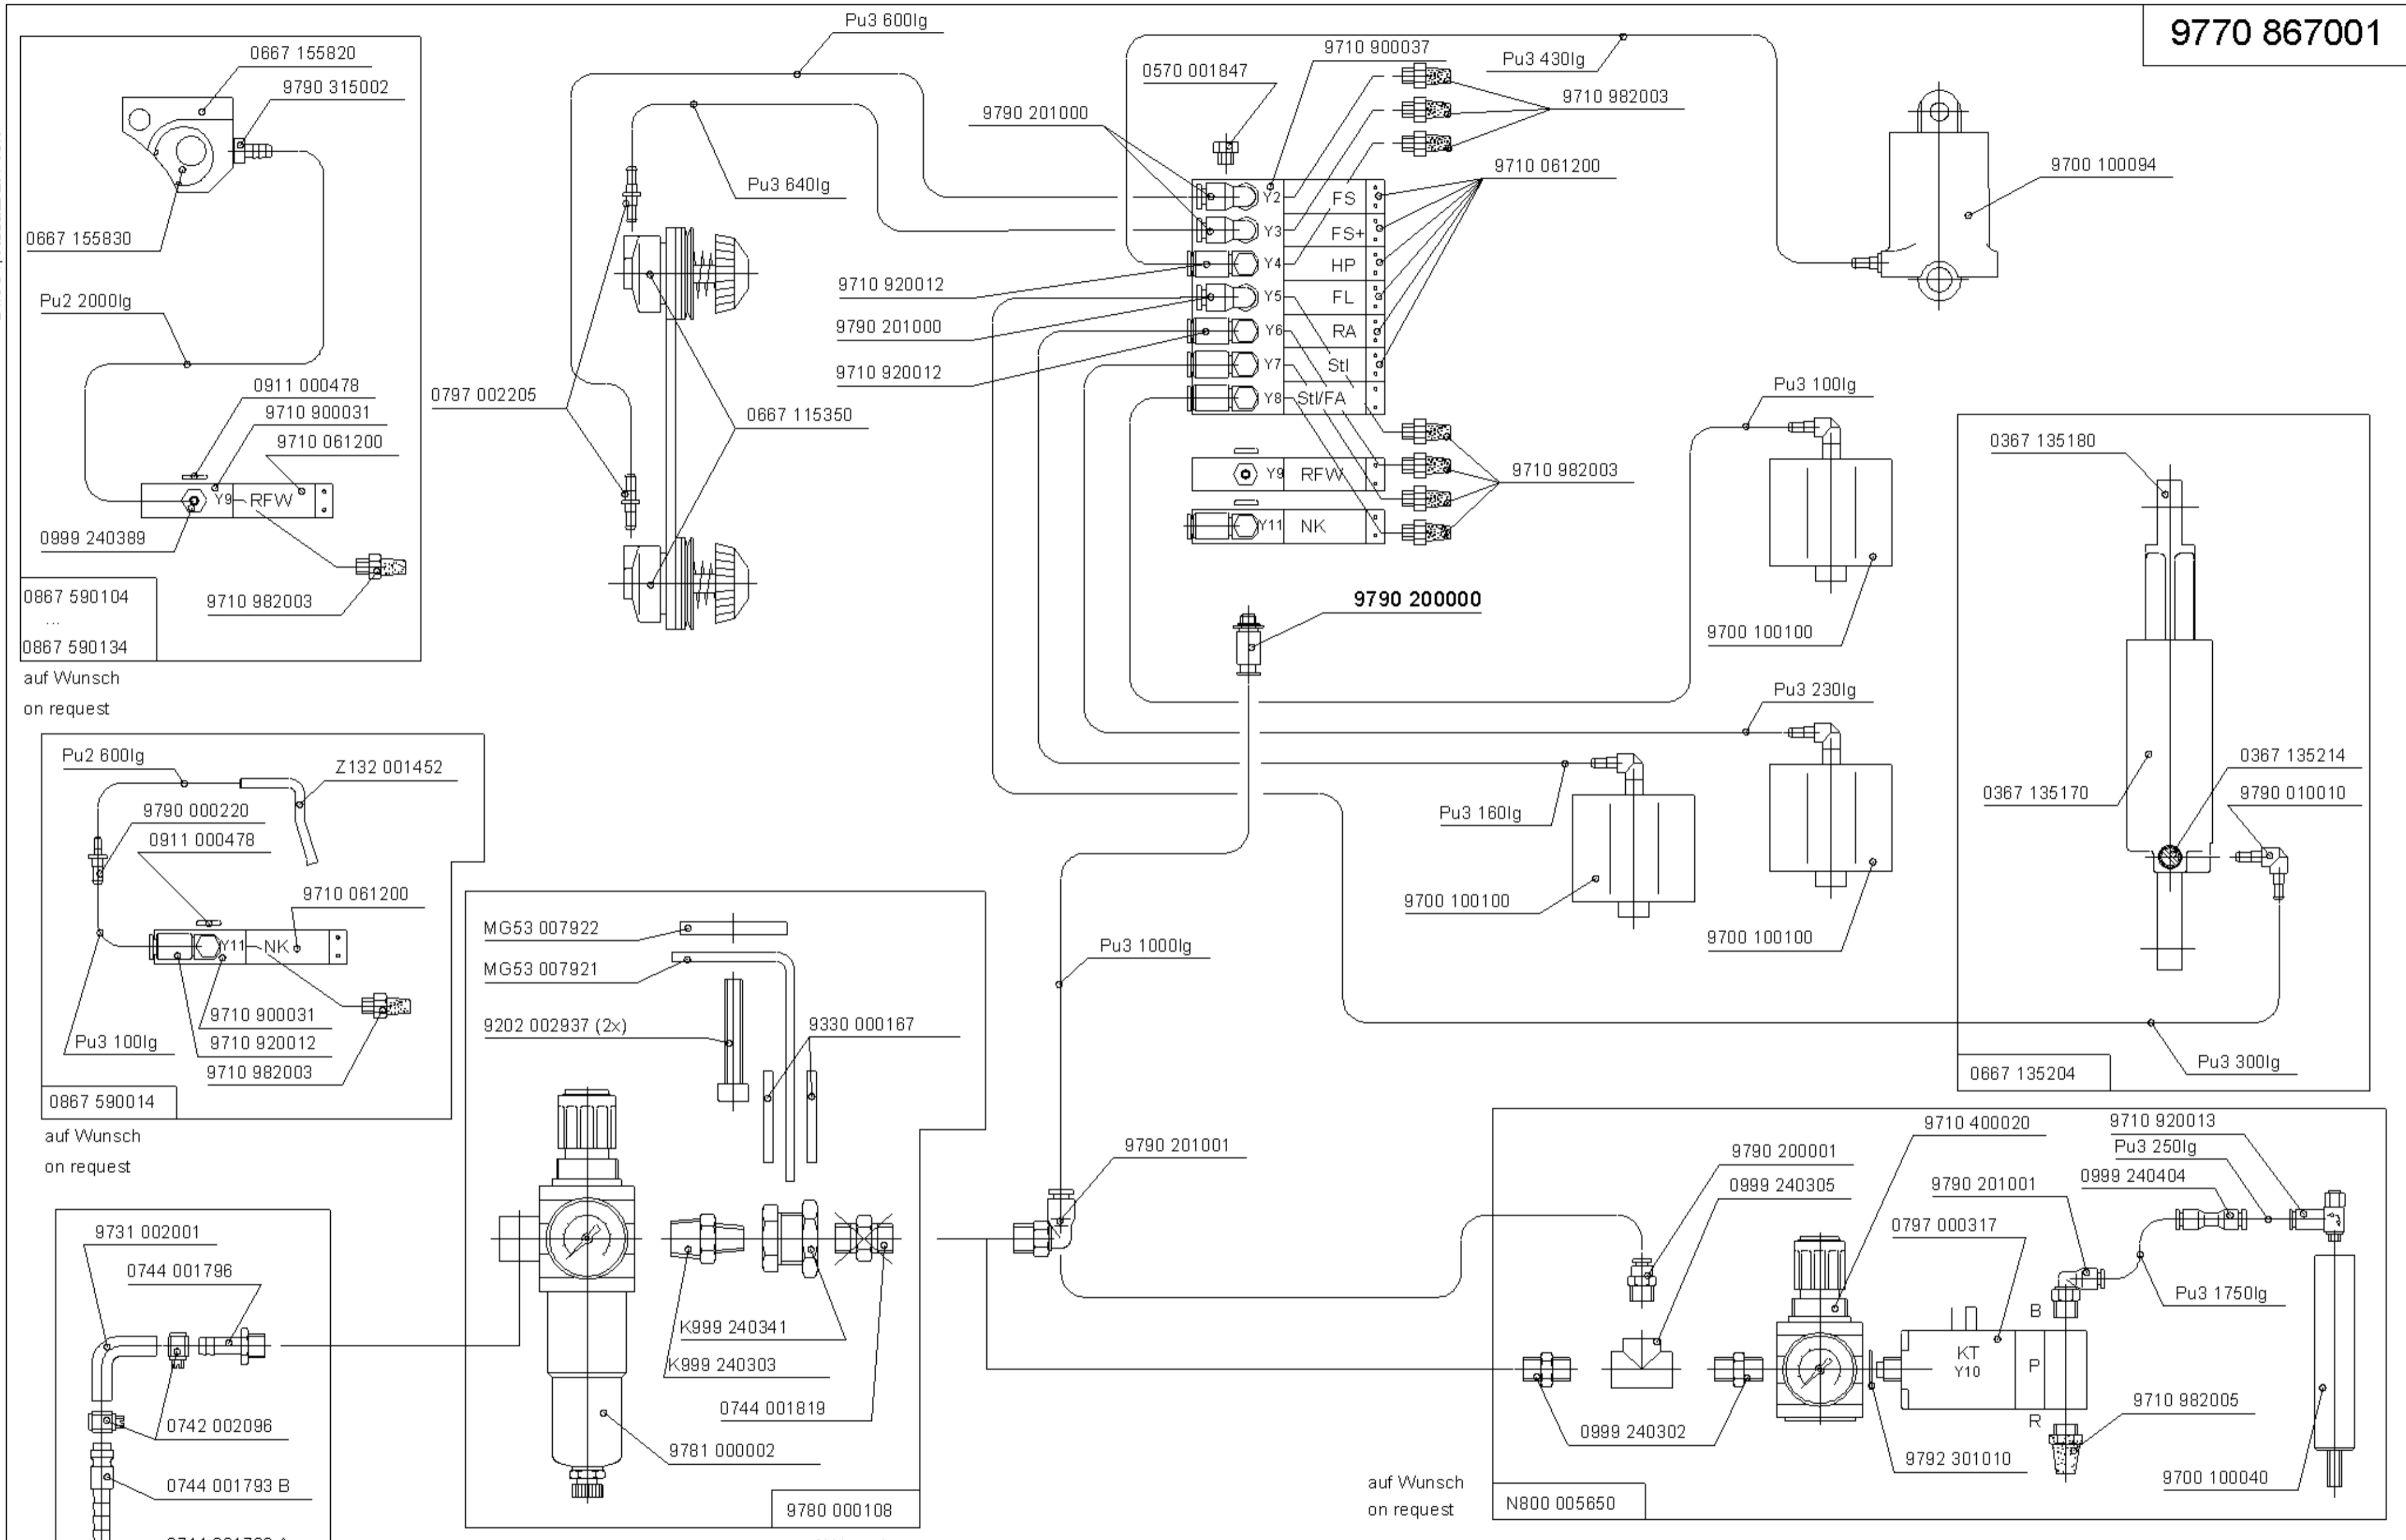 9770 867001
0667 155820
9790 315002
0667 155830
Pu2 2000lg
0911 000478
9710 900031
9710 061200
Y9
RFW
0999 240389
9710 982003
0867 590104
...
0867 590134
auf Wunsch
on request
Pu3 600lg
Pu3 640lg
0797 002205
0667 115350
9790 201000
0570 001847
9710 900037
Pu3 430lg
9710 982003
9710 061200
9700 100094
Y2 FS
Y3 FS+
Y4 HP
Y5 FL
Y6 RA
Y7 Stl
Y8 Stl/FA
9710 920012
9790 201000
9710 920012
Y9 RFW
Y11 NK
9710 982003
9790 200000
Pu3 100lg
9700 100100
Pu3 230lg
9700 100100
Pu3 160lg
9700 100100
0367 135180
0367 135214
0367 135170
9790 010010
Pu3 300lg
0667 135204
Pu2 600lg
Z132 001452
9790 000220
0911 000478
9710 061200
Y11 NK
9710 900031
Pu3 100lg
9710 920012
9710 982003
0867 590014
auf Wunsch
on request
MG53 007922
MG53 007921
9202 002937 (2x)
9330 000167
K999 240341
K999 240303
0744 001819
9781 000002
9780 000108
Pu3 1000lg
9790 201001
9731 002001
0744 001796
0742 002096
0744 001793 B
9710 400020
9710 920013
9790 200001
Pu3 250lg
0999 240305
9790 201001
0999 240404
0797 000317
Pu3 1750lg
B
KT
Y10
P
R
9710 982005
0999 240302
9792 301010
9700 100040
auf Wunsch
on request
N800 005650